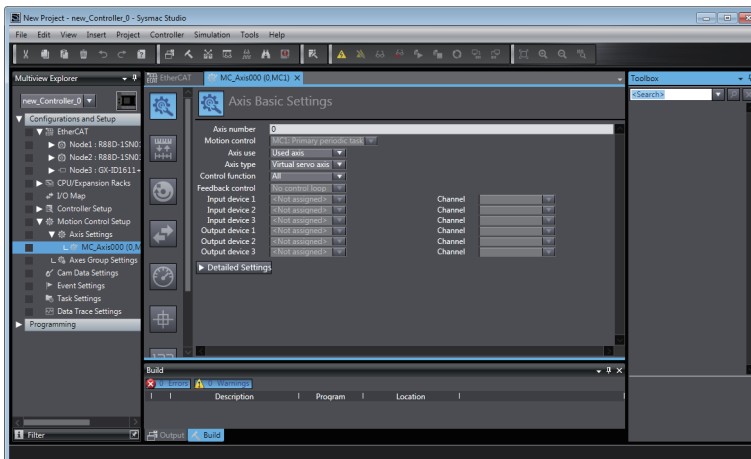 New Project - new_Controller_0 - Sysmac Studio
File Edit View Insert Project Controller Simulation Tools Help
Multiview Explorer
new_Controller_0
Configurations and Setup
EtherCAT
Node1 : R88D-1SN0
Node2 : R88D-1SN0
Node3 : GX-ID1611+
CPU/Expansion Racks
I/O Map
Controller Setup
Motion Control Setup
Axis Settings
MC_Axis000 (0,M
Axes Group Settings
Cam Data Settings
Event Settings
Task Settings
Data Trace Settings
Programming
Filter
EtherCAT
MC_Axis000 (0,MC1)
Axis Basic Settings
Axis number 0
Motion control MC1: Primary periodic task
Axis use Used axis
Axis type Virtual servo axis
Control function All
Feedback control No control loop
Input device 1 <Not assigned> Channel
Input device 2 <Not assigned> Channel
Input device 3 <Not assigned> Channel
Output device 1 <Not assigned> Channel
Output device 2 <Not assigned> Channel
Output device 3 <Not assigned> Channel
Detailed Settings
Build
0 Errors 0 Warnings
Description Program Location
Output Build
Toolbox
<Search>